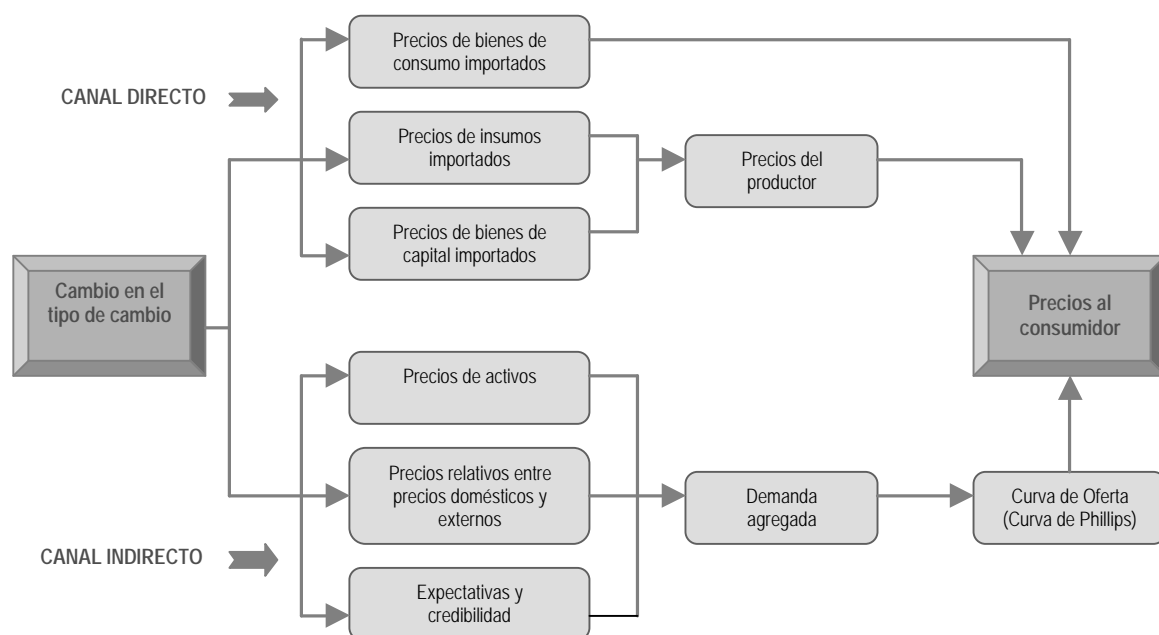 Precios de bienes de
consumo importados
CANAL DIRECTO
Precios de insumos
importados
Precios del
productor
Precios de bienes de
capital importados
Cambio en el
tipo de cambio
Precios al
consumidor
Precios de activos
Precios relativos entre
precios domésticos y
externos
Demanda
agregada
Curva de Oferta
(Curva de Phillips)
CANAL INDIRECTO
Expectativas y
credibilidad